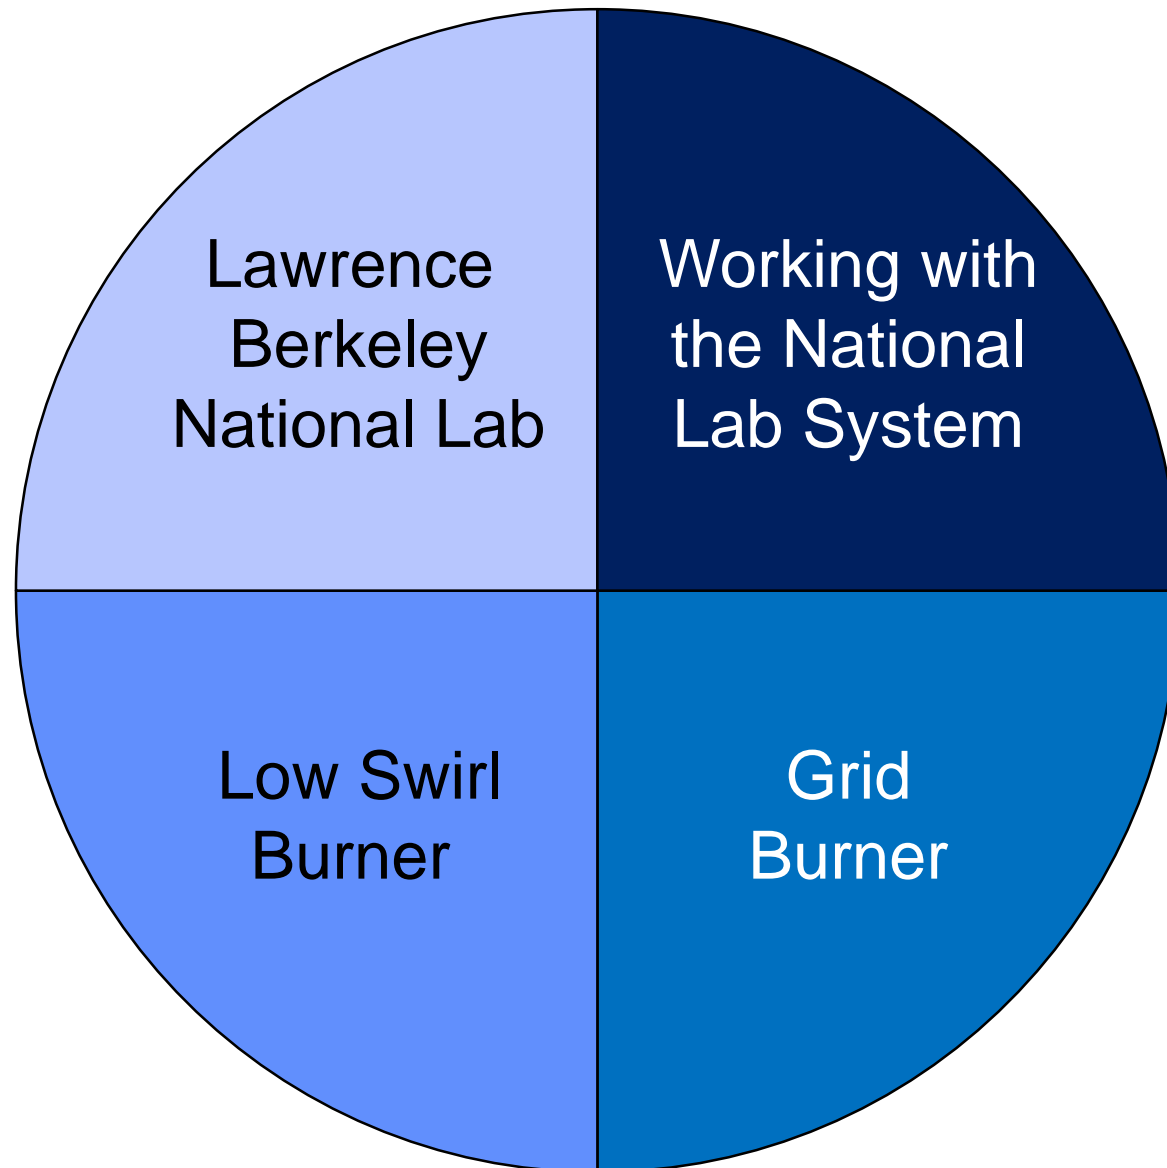 Lawrence
Berkeley
National Lab
Working with
the National
Lab System
Low Swirl
Burner
Grid
Burner